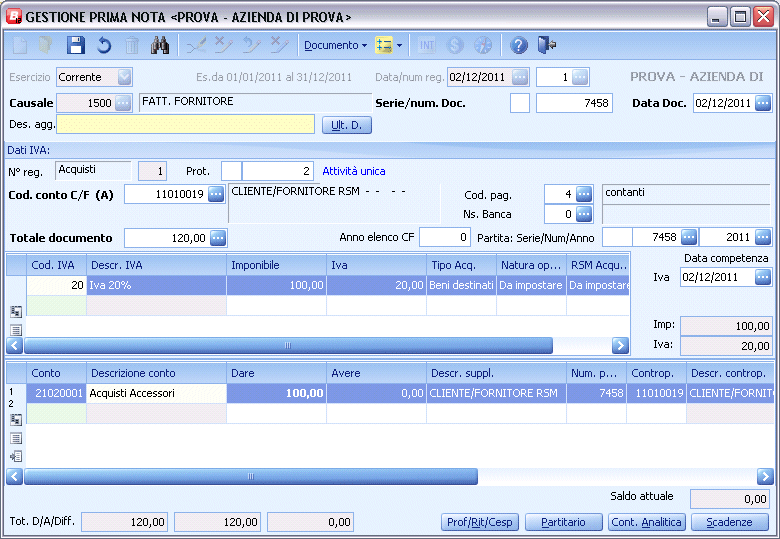 GESTIONE PRIMA NOTA <PROVA - AZIENDA DI PROVA>
Documento INT
Esercizio Corrente Es.da 01/01/2011 al 31/12/2011 Data/num reg. 02/12/2011 1 PROVA - AZIENDA DI
Causale 1500 FATT. FORNITORE Serie/num. Doc. 7458 Data Doc. 02/12/2011
Des. agg. Ult. D.
Dati IVA:
N° reg. Acquisti 1 Prot. 2 Attività unica
Cod. conto C/F (A) 11010019 CLIENTE/FORNITORE RSM - - - - Cod. pag. 4 contanti
Ns. Banca 0
Totale documento 120,00 Anno elenco CF 0 Partita: Serie/Num/Anno 7458 2011
Cod. IVA Descr. IVA Imponibile Iva Tipo Acq. Natura op... RSM Acqu.. Data competenza
20 Iva 20% 100,00 20,00 Beni destinati Da impostare Da impostare Iva 02/12/2011
Imp: 100,00
Iva: 20,00
Conto Descrizione conto Dare Avere Descr. suppl. Num. p... Controp. Descr. controp.
1 21020001 Acquisti Accessori 100,00 0,00 CLIENTE/FORNITORE RSM 7458 11010019 CLIENTE/FORNIT
2
Saldo attuale 0,00
Tot. D/A/Diff. 120,00 120,00 0,00 Prof/Rit/Cesp Partitario Cont. Analitica Scadenze